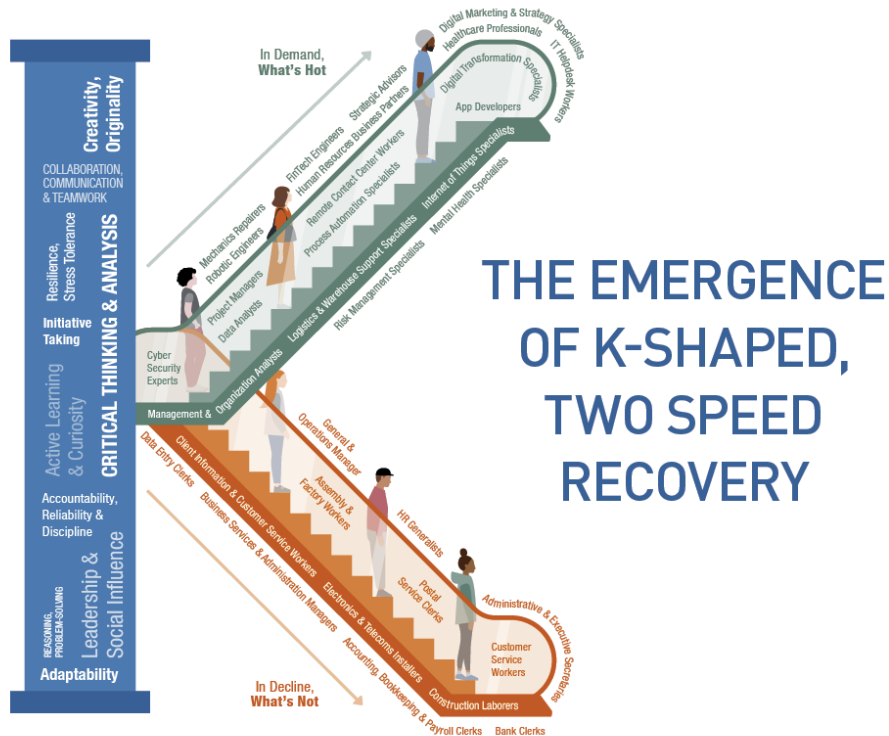 Creativity,
Originality
COLLABORATION,
COMMUNICATION
& TEAMWORK
Resilience,
Stress Tolerance
CRITICAL THINKING & ANALYSIS
Initiative
Taking
Active Learning
& Curiosity
Accountability,
Reliability &
Discipline
REASONING,
PROBLEM-SOLVING
Leadership &
Social Influence
Adaptability
In Demand,
What's Hot
Digital Marketing & Strategy Specialists
Healthcare Professionals
IT Helpdesk Workers
Digital Transformation Specialists
App Developers
Strategic Advisors
Human Resources Business Partners
FinTech Engineers
Remote Contact Center Workers
Process Automation Specialists
Mechanics Repairers
Robotic Engineers
Project Managers
Data Analysts
Cyber
Security
Experts
Management & Organization Analysts
Logistics & Warehouse Support Specialists
Internet of Things Specialists
Risk Management Specialists
Mental Health Specialists
THE EMERGENCE
OF K-SHAPED,
TWO SPEED
RECOVERY
General &
Operations Manager
Assembly &
Factory Workers
HR Generalists
Postal
Service Clerks
Administrative & Executive Secretaries
Customer
Service
Workers
Client Information & Customer Service Workers
Electronics & Telecoms Installers
Construction Laborers
Data Entry Clerks
Business Services & Administration Managers
Accounting, Bookkeeping & Payroll Clerks
Bank Clerks
In Decline,
What's Not